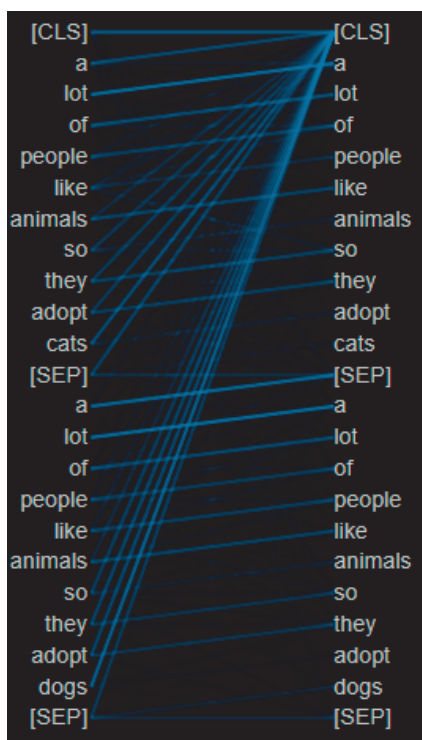 [CLS] [CLS]
a a
lot lot
of of
people people
like like
animals animals
so so
they they
adopt adopt
cats cats
[SEP] [SEP]
a a
lot lot
of of
people people
like like
animals animals
so so
they they
adopt adopt
dogs dogs
[SEP] [SEP]